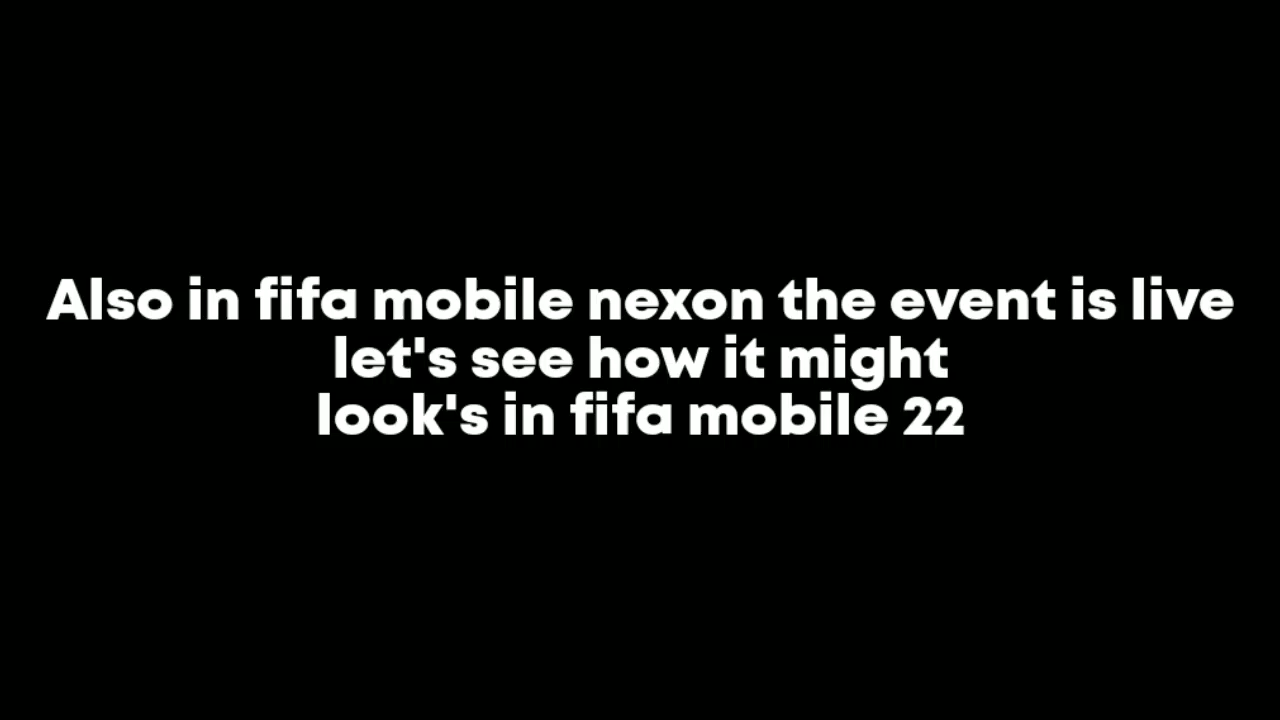 Also in fifa mobile nexon the event is live
let's see how it might
look's in fifa mobile 22